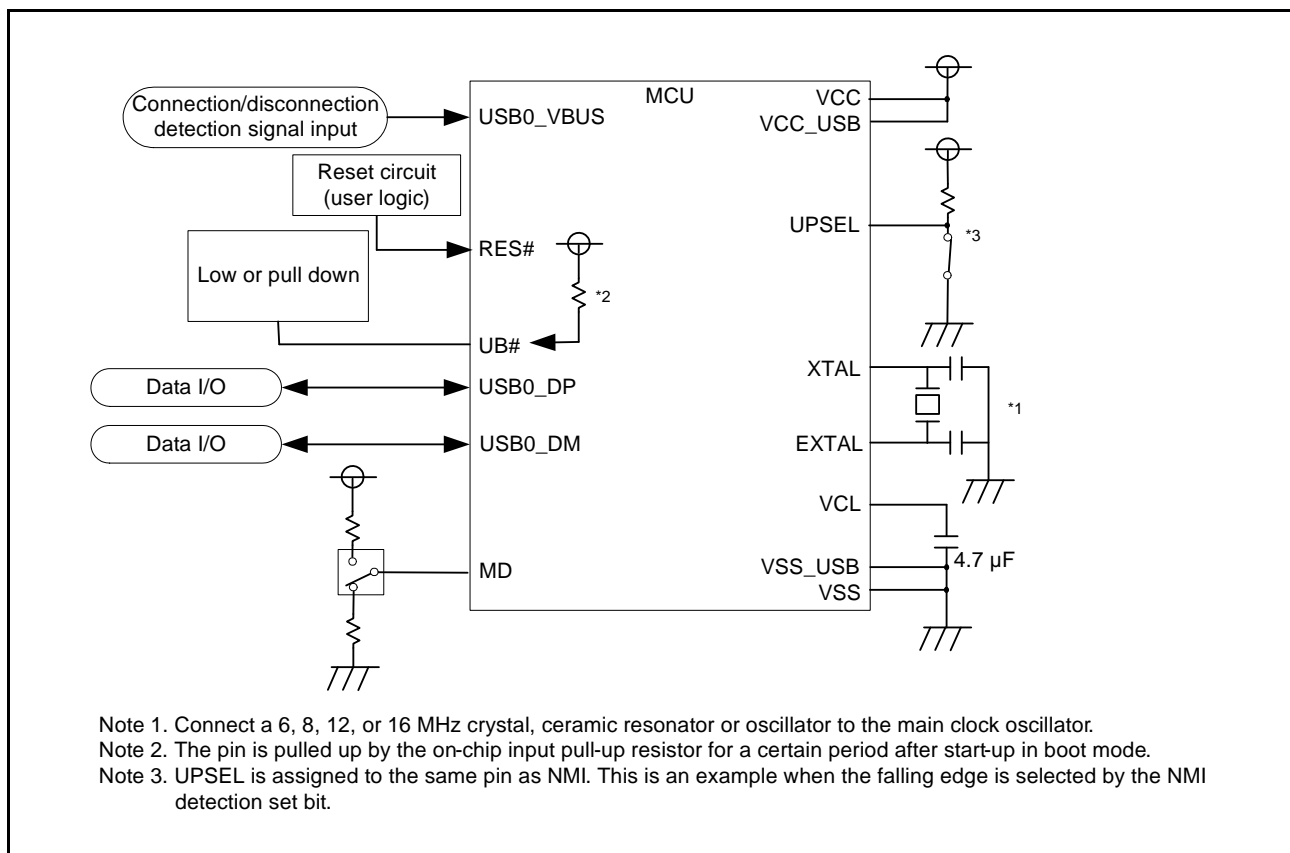 MCU
Connection/disconnection
detection signal input
USB0_VBUS
VCC
VCC_USB
Reset circuit
(user logic)
RES#
UPSEL
*3
Low or pull down
*2
UB#
Data I/O
USB0_DP
XTAL
*1
Data I/O
USB0_DM
EXTAL
VCL
4.7 µF
MD
VSS_USB
VSS
Note 1. Connect a 6, 8, 12, or 16 MHz crystal, ceramic resonator or oscillator to the main clock oscillator.
Note 2. The pin is pulled up by the on-chip input pull-up resistor for a certain period after start-up in boot mode.
Note 3. UPSEL is assigned to the same pin as NMI. This is an example when the falling edge is selected by the NMI
detection set bit.